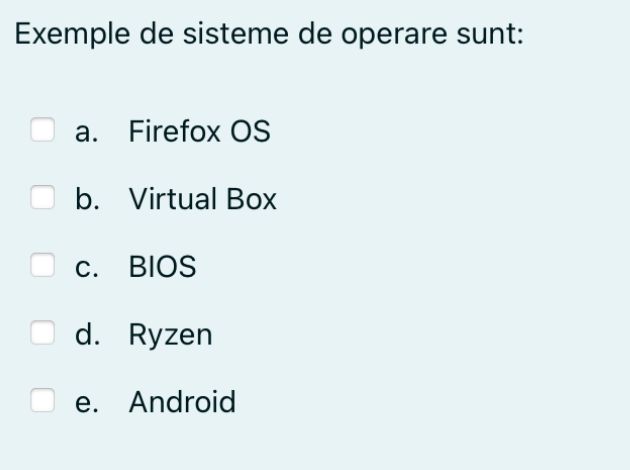 Exemple de sisteme de operare sunt:
a. Firefox OS
b. Virtual Box
c. BIOS
d. Ryzen
e. Android